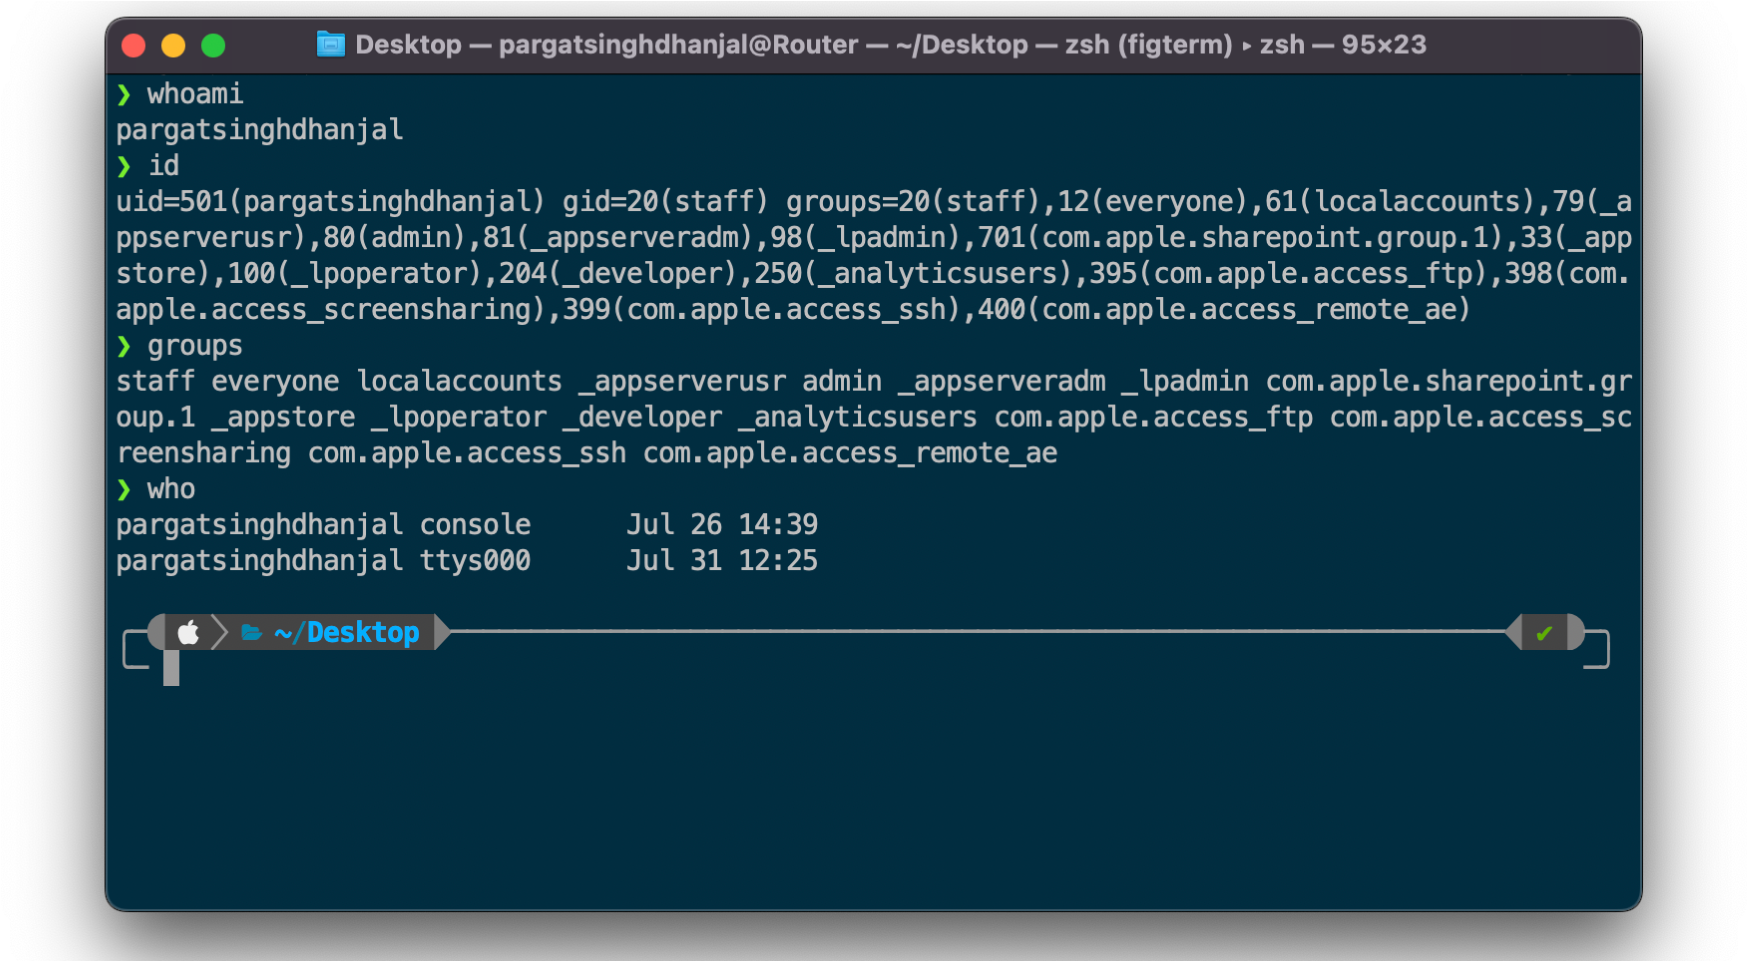 Desktop — pargatsinghdhanjal@Router — ~/Desktop — zsh (figterm) ▸ zsh — 95×23
❯ whoami
pargatsinghdhanjal
❯ id
uid=501(pargatsinghdhanjal) gid=20(staff) groups=20(staff),12(everyone),61(localaccounts),79(_a
ppserverusr),80(admin),81(_appserveradm),98(_lpadmin),701(com.apple.sharepoint.group.1),33(_app
store),100(_lpoperator),204(_developer),250(_analyticsusers),395(com.apple.access_ftp),398(com.
apple.access_screensharing),399(com.apple.access_ssh),400(com.apple.access_remote_ae)
❯ groups
staff everyone localaccounts _appserverusr admin _appserveradm _lpadmin com.apple.sharepoint.gr
oup.1 _appstore _lpoperator _developer _analyticsusers com.apple.access_ftp com.apple.access_sc
reensharing com.apple.access_ssh com.apple.access_remote_ae
❯ who
pargatsinghdhanjal console      Jul 26 14:39
pargatsinghdhanjal ttys000      Jul 31 12:25
~/Desktop ✔